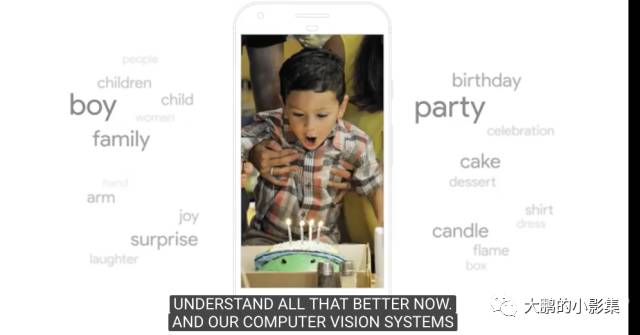 people
children
boy
child
woman
family
hand
arm
joy
surprise
laughter
birthday
party
celebration
cake
dessert
shirt
dress
candle
flame
box
UNDERSTAND ALL THAT BETTER NOW.
AND OUR COMPUTER VISION SYSTEMS
大鹏的小影集